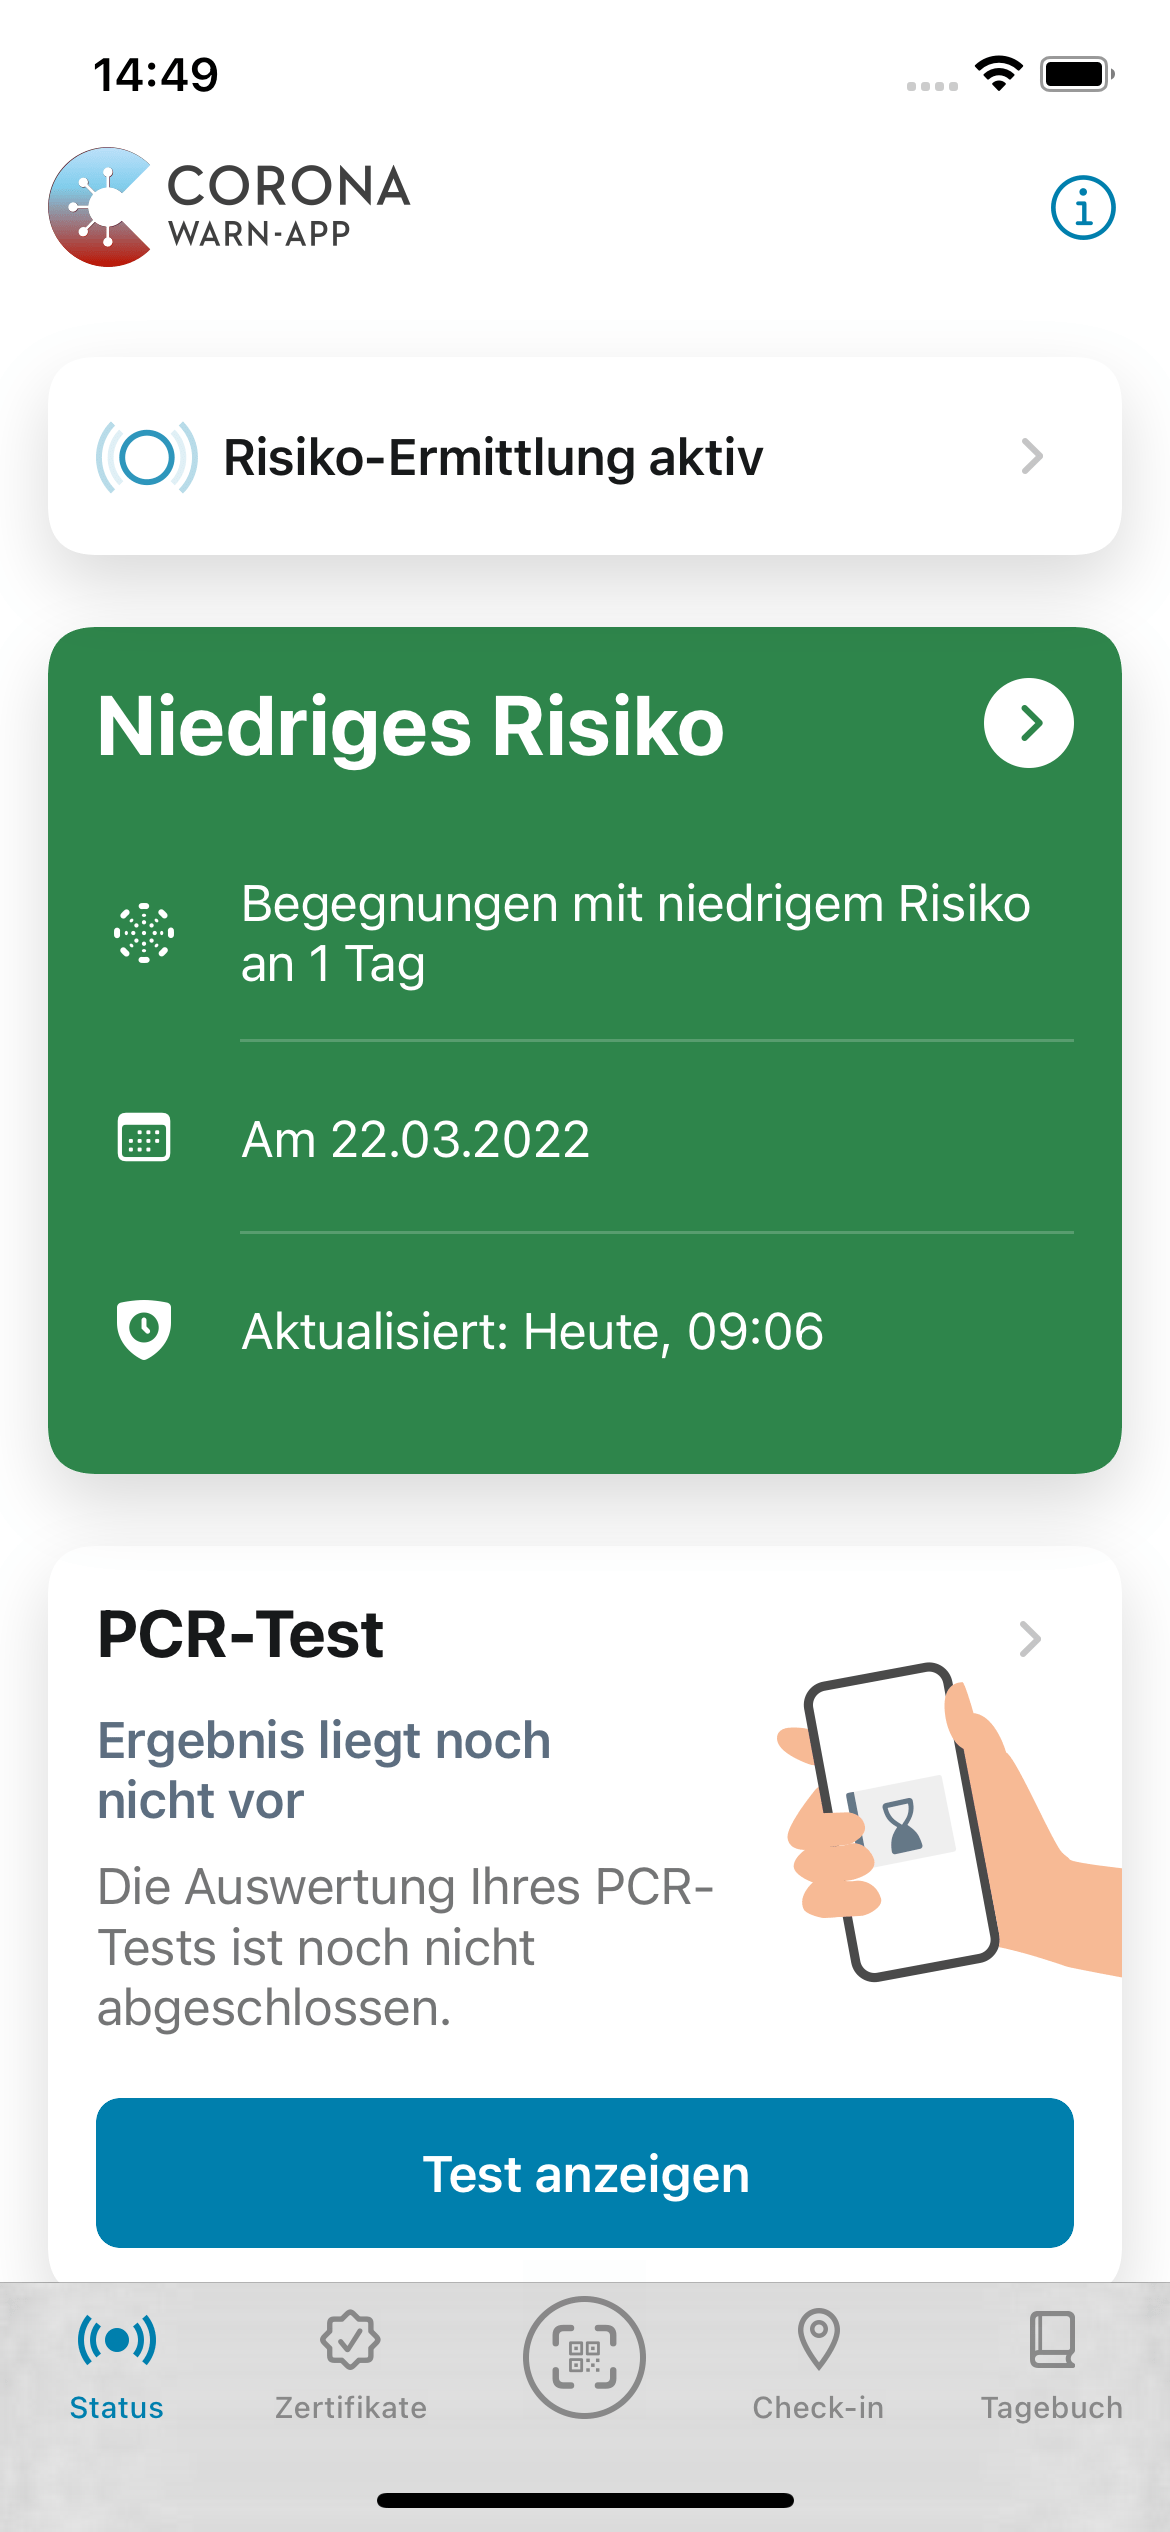 14:49
CORONA
WARN-APP
Risiko-Ermittlung aktiv
Niedriges Risiko
Begegnungen mit niedrigem Risiko
an 1 Tag
Am 22.03.2022
Aktualisiert: Heute, 09:06
PCR-Test
Ergebnis liegt noch
nicht vor
Die Auswertung Ihres PCR-
Tests ist noch nicht
abgeschlossen.
Test anzeigen
Status
Zertifikate
Check-in
Tagebuch